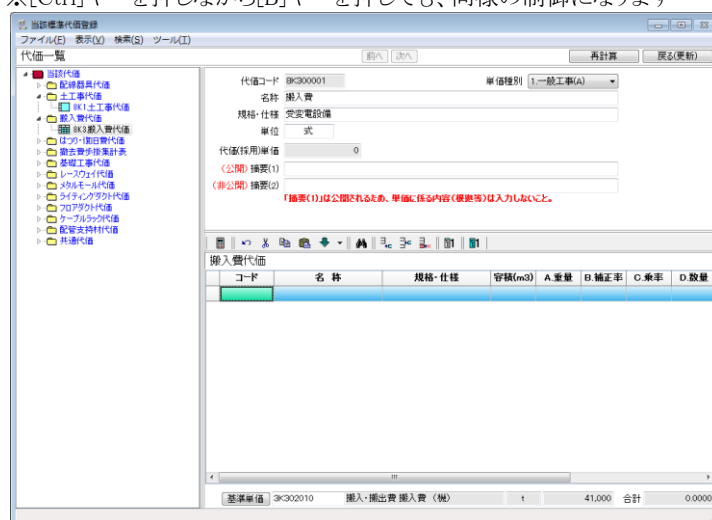 ※[Ctrl]キーを押しながら[B]キーを押しても、同様の制御になります
当該標準代価登録
ファイル(F) 表示(V) 検索(S) ツール(T)
代価一覧 前へ 次へ 再計算 戻る(更新)
当該代価
配線器具代価
土工事代価
8K1土工事代価
搬入費代価
8K3搬入費代価
はつり・復旧費代価
撤去費歩掛集計表
基礎工事代価
レースウェイ代価
メタルモール代価
ライティングダクト代価
フロアダクト代価
ケーブルラック代価
配管支持材代価
共通代価
代価コード 8K300001 単価種別 1.一般工事(A)
名称 搬入費
規格・仕様 受変電設備
単位 式
代価(採用)単価 0
(公開) 摘要(1)
(非公開) 摘要(2)
「摘要(1)」は公開されるため、単価に係る内容(根拠等)は入力しないこと。
搬入費代価
コード 名 称 規格・仕様 容積(m3) A.重量 B.補正率 C.乗率 D.数量
基準単価 3K302010 搬入・搬出費 搬入費 (機) t 41,000 合計 0.0000